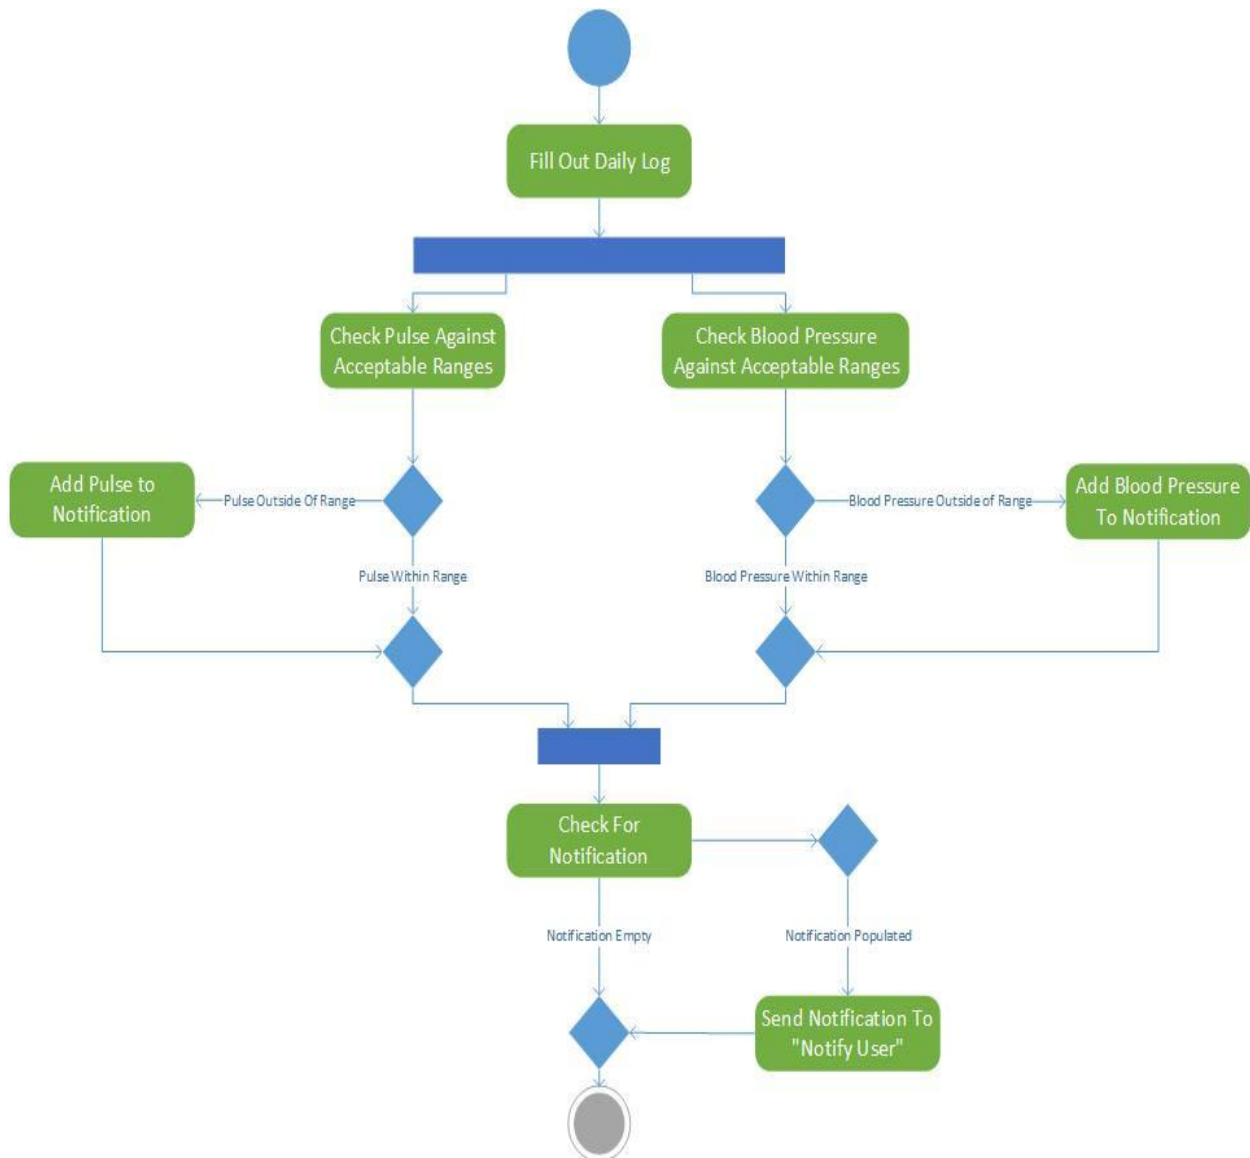 Fill Out Daily Log
Check Pulse Against
Acceptable Ranges
Check Blood Pressure
Against Acceptable Ranges
Add Pulse to
Notification
Pulse Outside Of Range
Blood Pressure Outside of Range
Add Blood Pressure
To Notification
Pulse Within Range
Blood Pressure Within Range
Check For
Notification
Notification Empty
Notification Populated
Send Notification To
"Notify User"